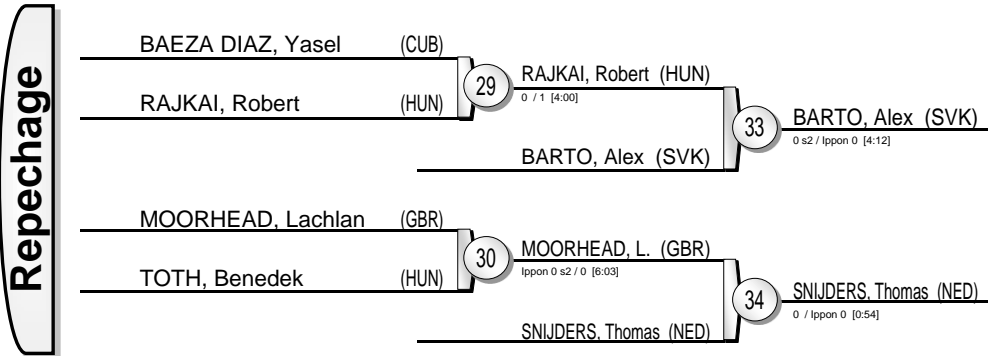 Repechage
BAEZA DIAZ, Yasel (CUB)
RAJKAI, Robert (HUN)
29
RAJKAI, Robert (HUN)
0 / 1 [4:00]
BARTO, Alex (SVK)
33
BARTO, Alex (SVK)
0 s2 / Ippon 0 [4:12]
MOORHEAD, Lachlan (GBR)
TOTH, Benedek (HUN)
30
MOORHEAD, L. (GBR)
Ippon 0 s2 / 0 [6:03]
SNIJDERS, Thomas (NED)
34
SNIJDERS, Thomas (NED)
0 / Ippon 0 [0:54]